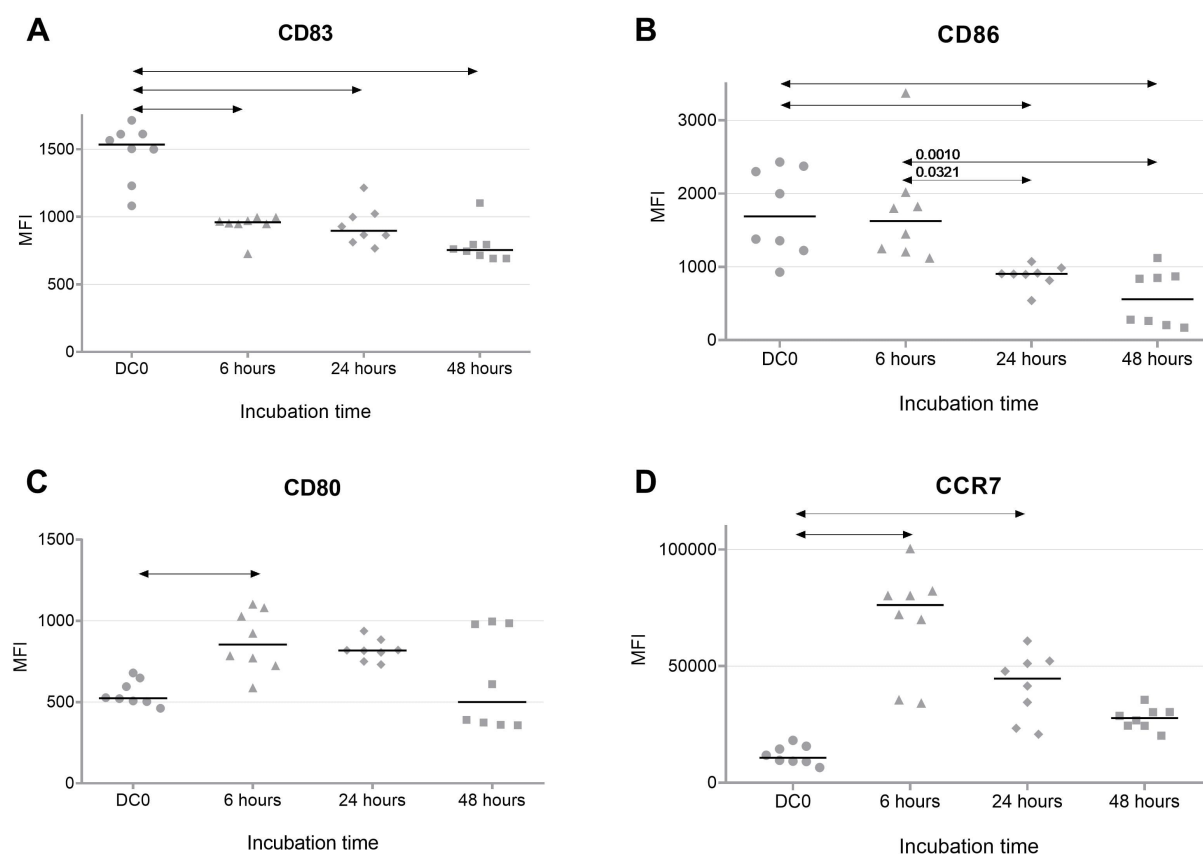 A
CD83
MFI
1500
1000
500
0
DC0 6 hours 24 hours 48 hours
Incubation time
B
CD86
MFI
3000
2000
1000
0
0.0010
0.0321
DC0 6 hours 24 hours 48 hours
Incubation time
C
CD80
MFI
1500
1000
500
0
DC0 6 hours 24 hours 48 hours
Incubation time
D
CCR7
MFI
100000
50000
0
DC0 6 hours 24 hours 48 hours
Incubation time